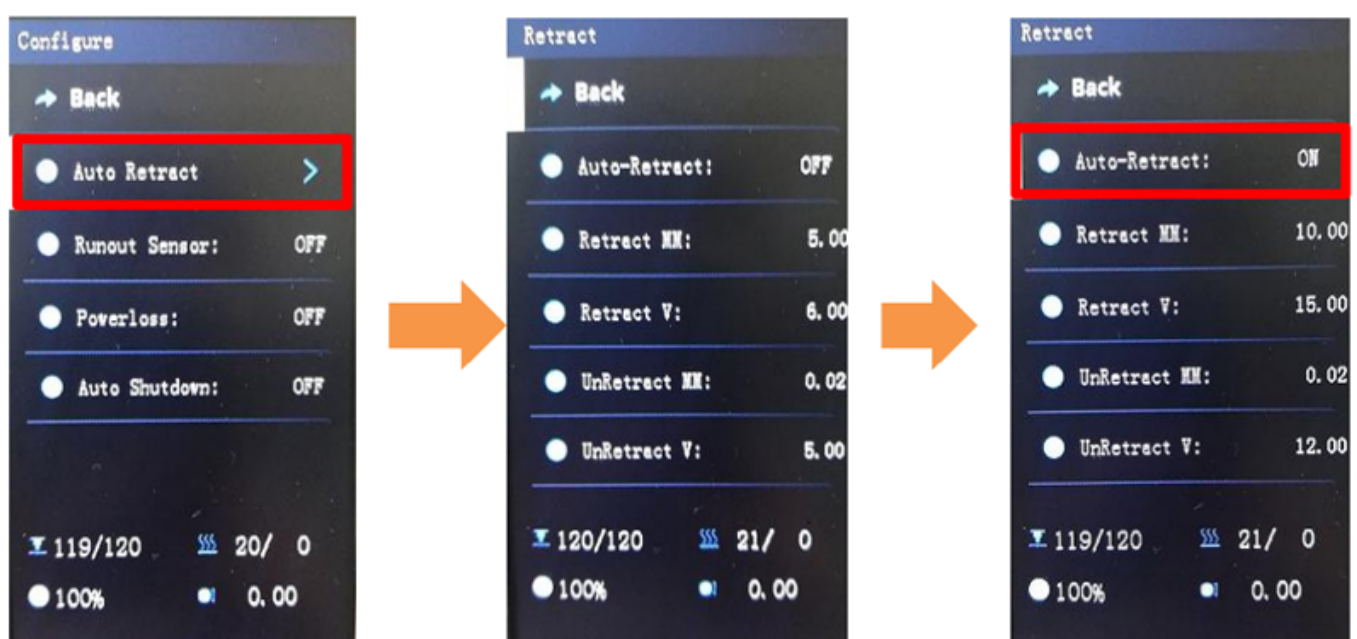 Configure
Back
Auto Retract >
Runout Sensor: OFF
Powerloss: OFF
Auto Shutdown: OFF
119/120 20/ 0
100% 0.00
Retract
Back
Auto-Retract: OFF
Retract MM: 5.00
Retract V: 6.00
UnRetract MM: 0.02
UnRetract V: 5.00
120/120 21/ 0
100% 0.00
Retract
Back
Auto-Retract: ON
Retract MM: 10.00
Retract V: 15.00
UnRetract MM: 0.02
UnRetract V: 12.00
119/120 21/ 0
100% 0.00